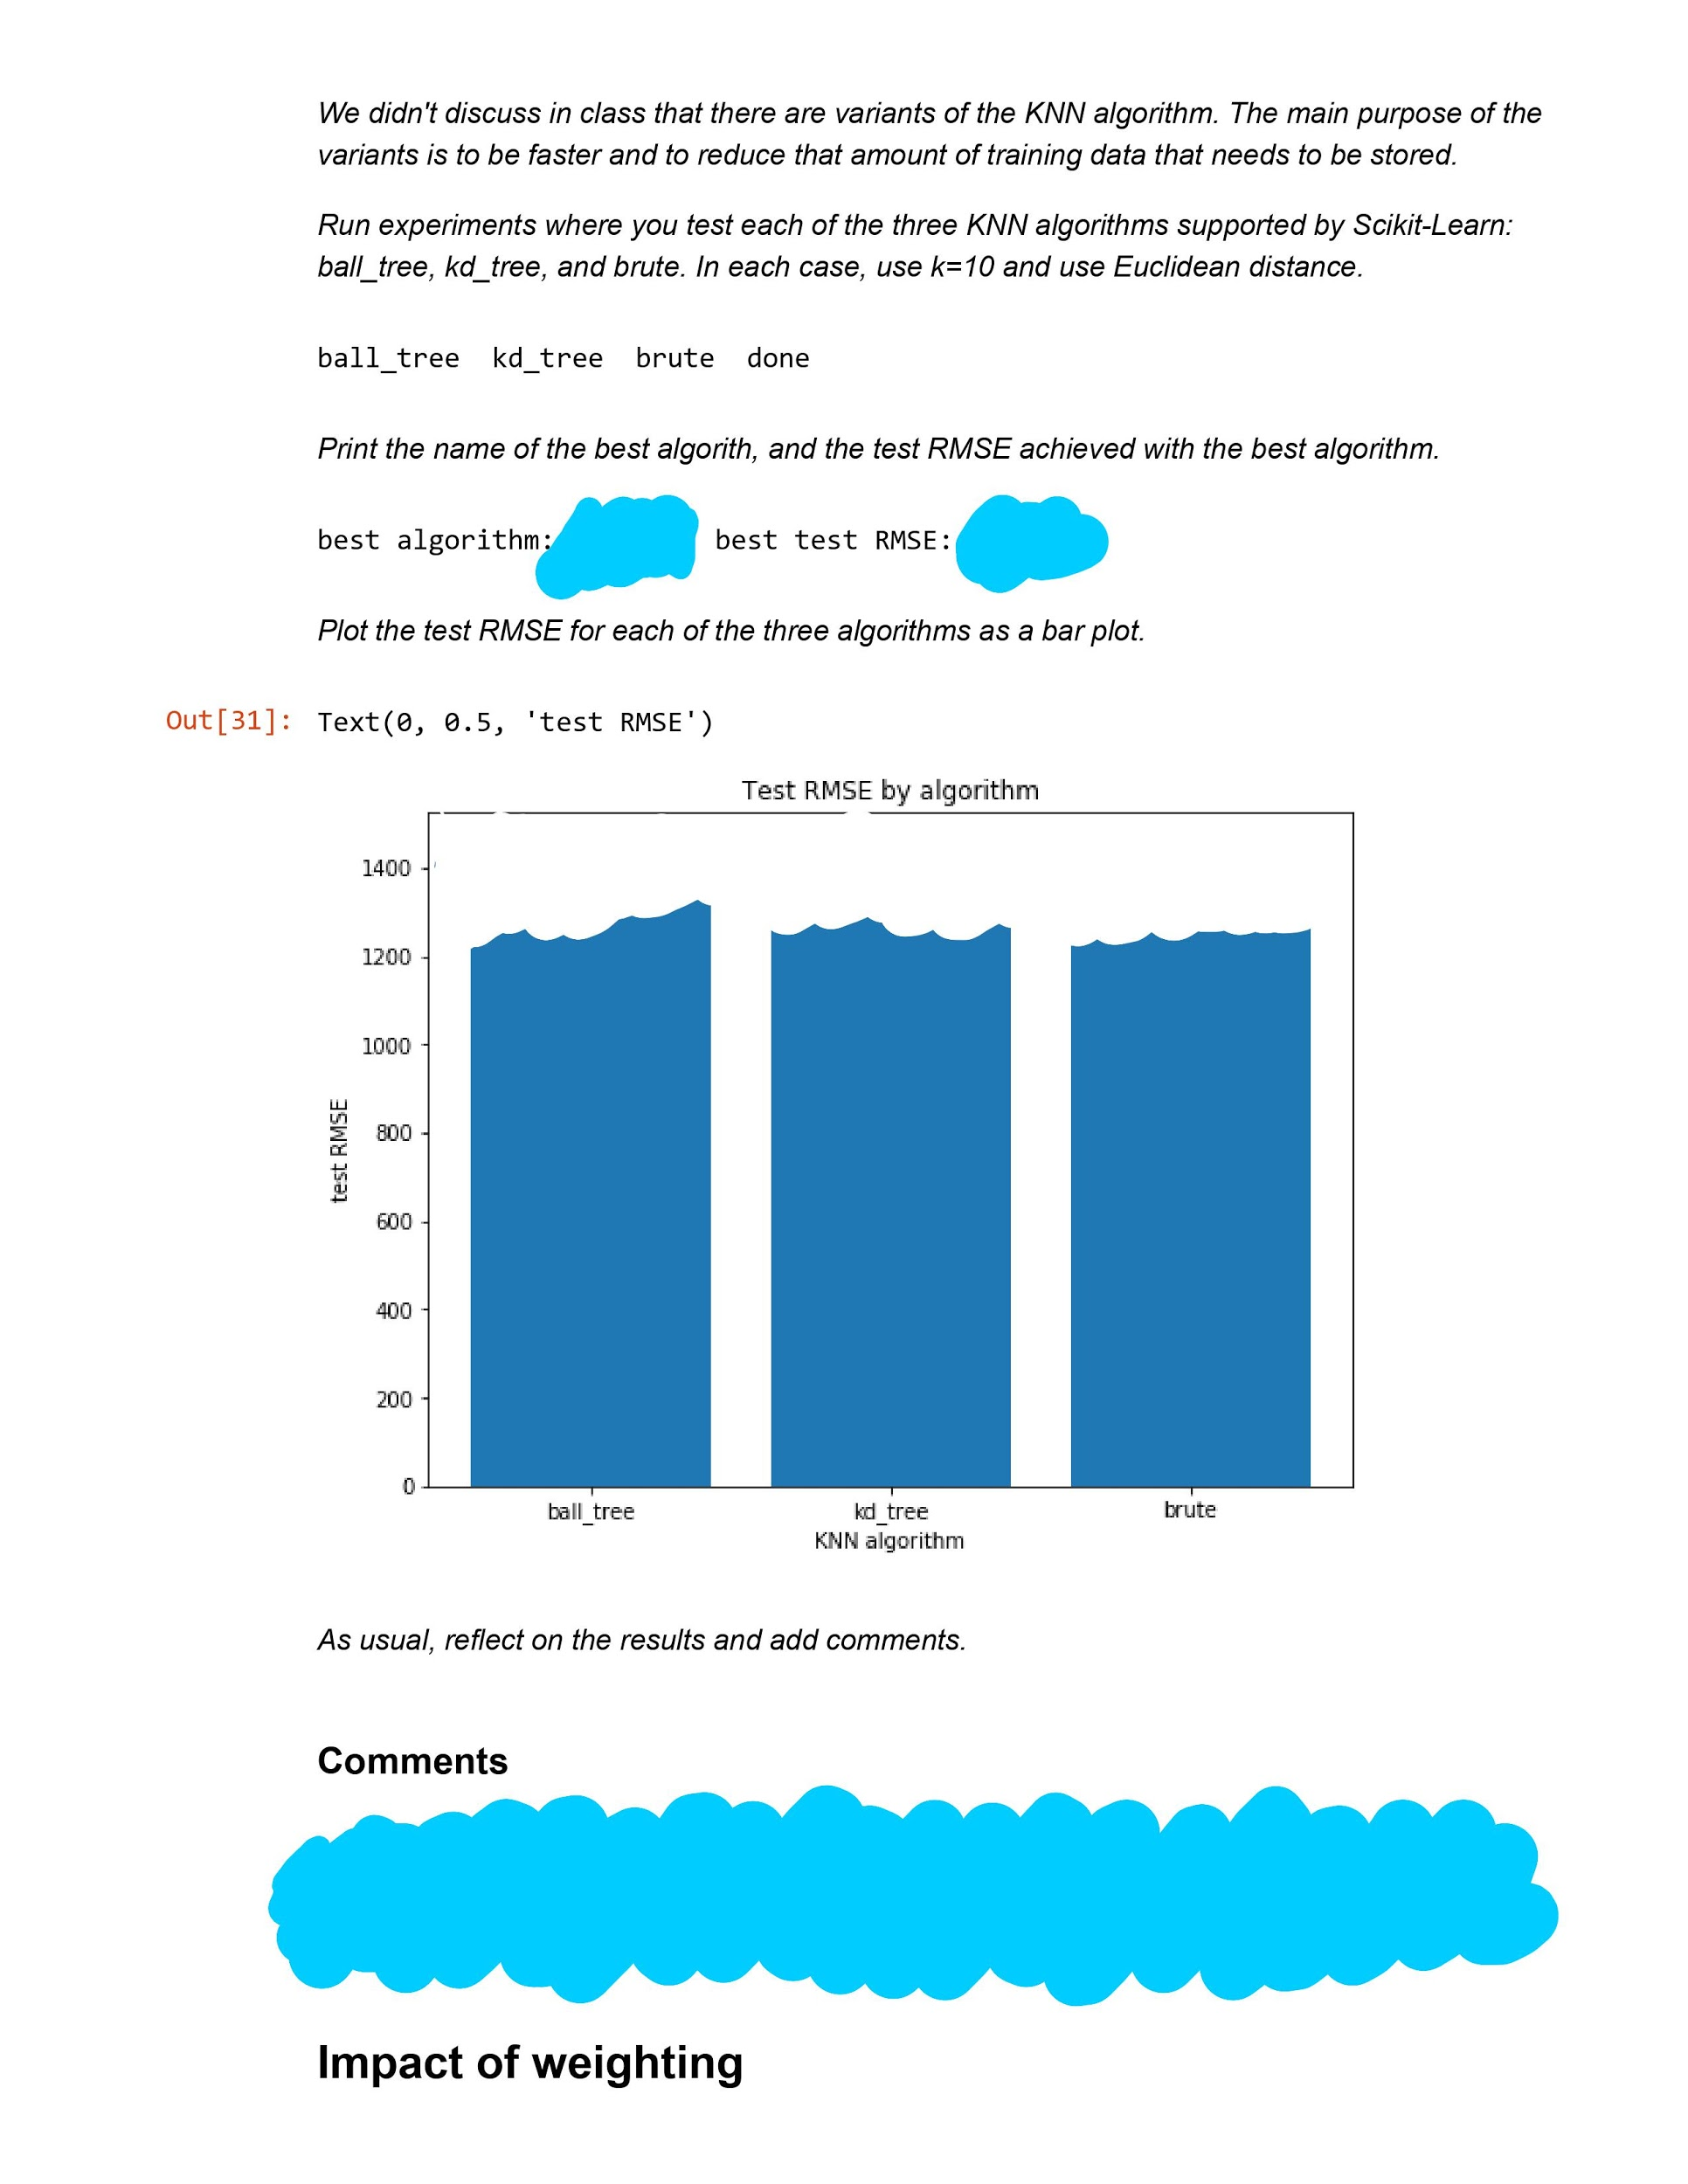 We didn't discuss in class that there are variants of the KNN algorithm. The main purpose of the
variants is to be faster and to reduce that amount of training data that needs to be stored.
Run experiments where you test each of the three KNN algorithms supported by Scikit-Learn:
ball_tree, kd_tree, and brute. In each case, use k=10 and use Euclidean distance.
ball_tree  kd_tree  brute  done
Print the name of the best algorith, and the test RMSE achieved with the best algorithm.
best algorithm: best test RMSE:
Plot the test RMSE for each of the three algorithms as a bar plot.
Out[31]: Text(0, 0.5, 'test RMSE')
Test RMSE by algorithm
1400
1200
1000
800
600
400
200
0
test RMSE
ball_tree kd_tree brute
KNN algorithm
As usual, reflect on the results and add comments.
Comments
Impact of weighting